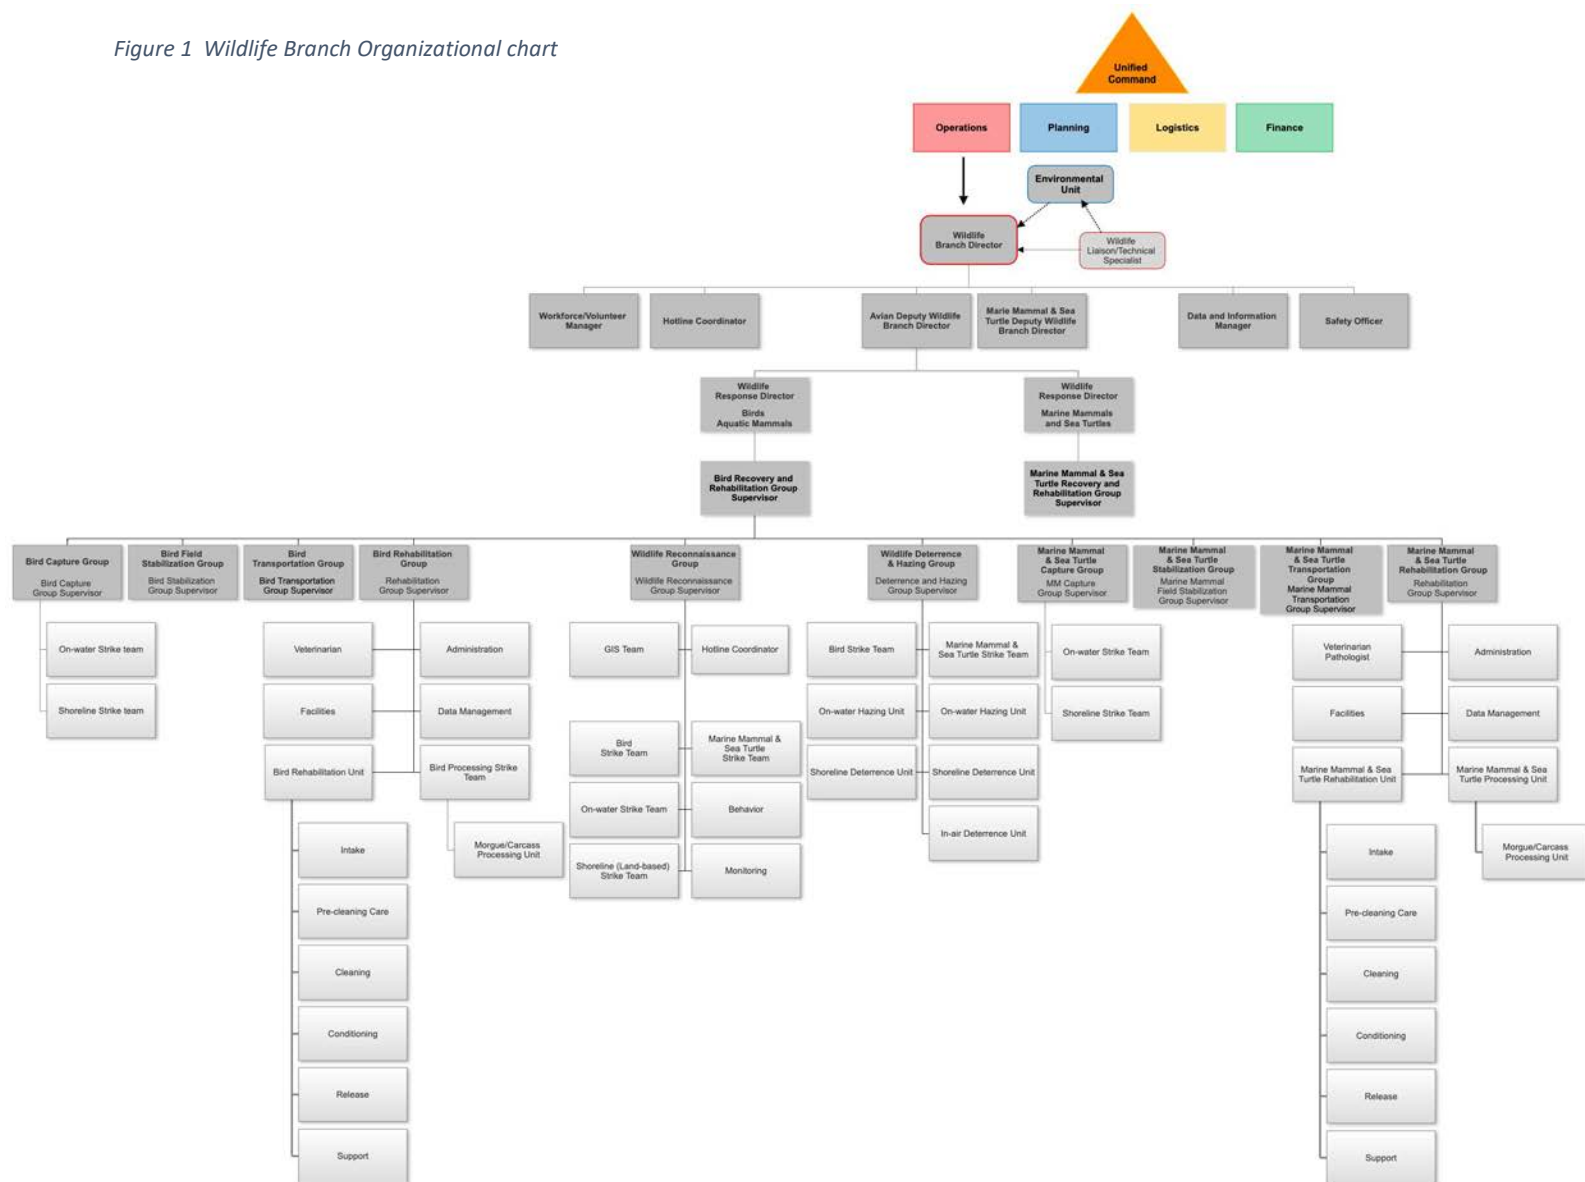 Figure 1 Wildlife Branch Organizational chart
Unified
Command
Operations
Planning
Logistics
Finance
Environmental
Unit
Wildlife
Branch Director
Wildlife
Liaison/Technical
Specialist
Workforce/Volunteer
Manager
Hotline Coordinator
Avian Deputy Wildlife
Branch Director
Marie Mammal & Sea
Turtle Deputy Wildlife
Branch Director
Data and Information
Manager
Safety Officer
Wildlife
Response Director
Birds
Aquatic Mammals
Wildlife
Response Director
Marine Mammals
and Sea Turtles
Bird Recovery and
Rehabilitation Group
Supervisor
Marine Mammal & Sea
Turtle Recovery and
Rehabilitation Group
Supervisor
Bird Capture Group
Bird Capture
Group Supervisor
Bird Field
Stabilization Group
Bird Stabilization
Group Supervisor
Bird
Transportation Group
Bird Transportation
Group Supervisor
Bird Rehabilitation
Group
Rehabilitation
Group Supervisor
Wildlife Reconnaissance
Group
Wildlife Reconnaissance
Group Supervisor
Wildlife Deterrence
& Hazing Group
Deterrence and Hazing
Group Supervisor
Marine Mammal
& Sea Turtle
Capture Group
MM Capture
Group Supervisor
Marine Mammal
& Sea Turtle
Stabilization Group
Marine Mammal
Field Stabilization
Group Supervisor
Marine Mammal
& Sea Turtle
Transportation
Group
Marine Mammal
Transportation
Group Supervisor
Marine Mammal
& Sea Turtle
Rehabilitation Group
Rehabilitation
Group Supervisor
On-water Strike team
Shoreline Strike team
Veterinarian
Administration
Facilities
Data Management
Bird Rehabilitation Unit
Bird Processing Strike
Team
Morgue/Carcass
Processing Unit
Intake
Pre-cleaning Care
Cleaning
Conditioning
Release
Support
GIS Team
Hotline Coordinator
Bird
Strike Team
Marine Mammal &
Sea Turtle
Strike Team
On-water Strike Team
Behavior
Shoreline (Land-based)
Strike Team
Monitoring
Bird Strike Team
Marine Mammal &
Sea Turtle Strike Team
On-water Hazing Unit
On-water Hazing Unit
Shoreline Deterrence Unit
Shoreline Deterrence Unit
In-air Deterrence Unit
On-water Strike Team
Shoreline Strike Team
Veterinarian
Pathologist
Administration
Facilities
Data Management
Marine Mammal & Sea
Turtle Rehabilitation Unit
Marine Mammal & Sea
Turtle Processing Unit
Morgue/Carcass
Processing Unit
Intake
Pre-cleaning Care
Cleaning
Conditioning
Release
Support